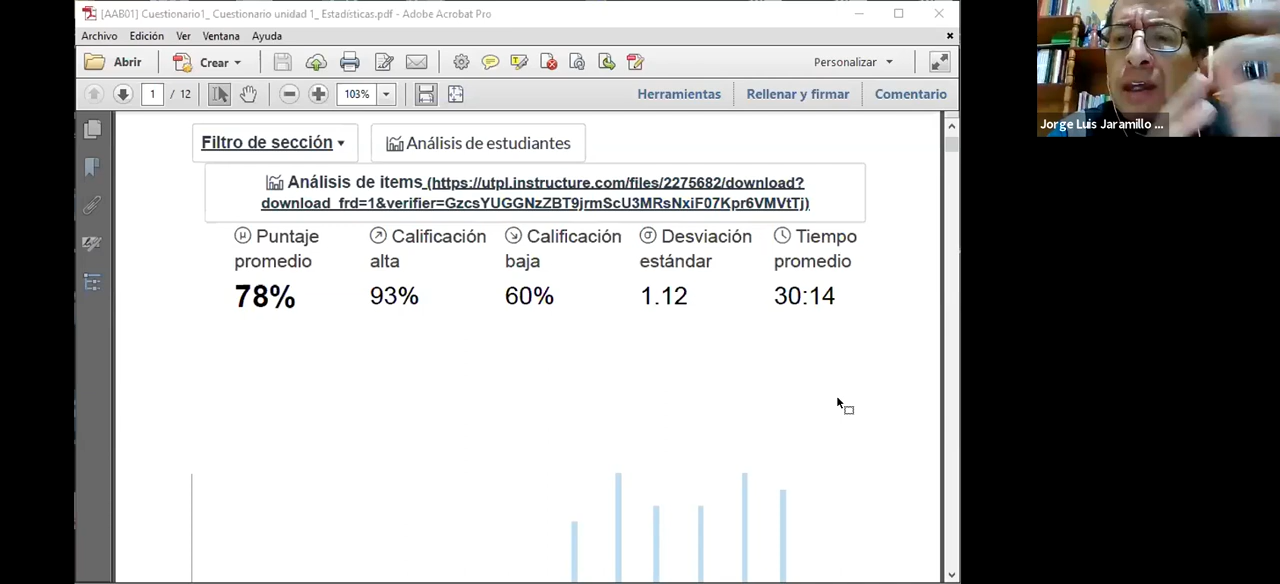 [AAB01] Cuestionario1_ Cuestionario unidad 1_ Estadísticas.pdf - Adobe Acrobat Pro
Archivo Edición Ver Ventana Ayuda
Abrir Crear Personalizar
1 / 12 103% Herramientas Rellenar y firmar Comentario
Jorge Luis Jaramillo ...
Filtro de sección Análisis de estudiantes
Análisis de items (https://utpl.instructure.com/files/2275682/download?
download_frd=1&verifier=GzcsYUGGNzZBT9jrmScU3MRsNxiF07Kpr6VMVtTj)
μ Puntaje Calificación Calificación σ Desviación Tiempo
promedio alta baja estándar promedio
78% 93% 60% 1.12 30:14